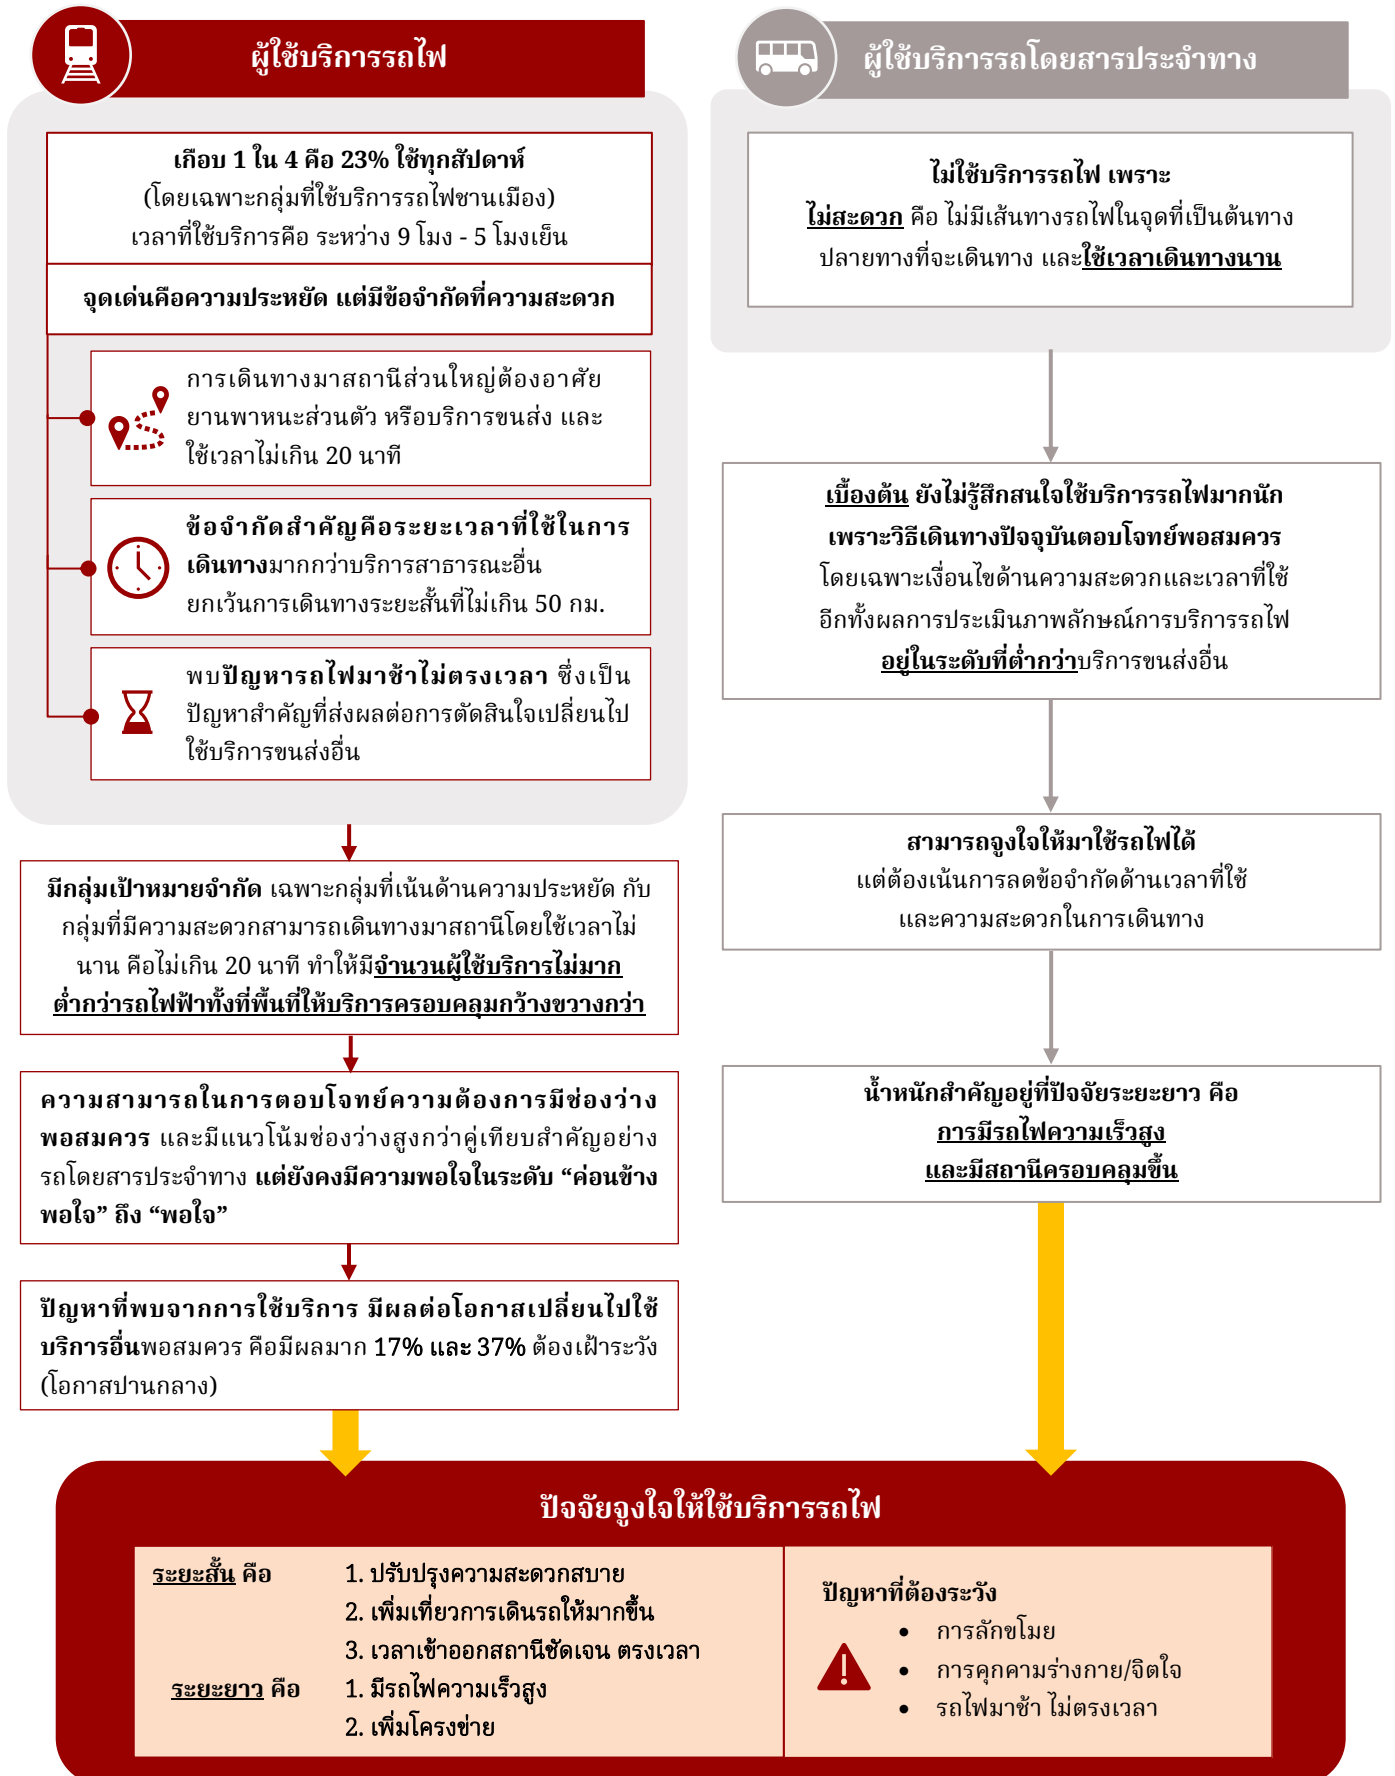 ผู้ใช้บริการรถไฟ
เกือบ 1 ใน 4 คือ 23% ใช้ทุกสัปดาห์
(โดยเฉพาะกลุ่มที่ใช้บริการรถไฟชานเมือง)
เวลาที่ใช้บริการคือ ระหว่าง 9 โมง - 5 โมงเย็น
จุดเด่นคือความประหยัด แต่มีข้อจำกัดที่ความสะดวก
การเดินทางมาสถานีส่วนใหญ่ต้องอาศัย
ยานพาหนะส่วนตัว หรือบริการขนส่ง และ
ใช้เวลาไม่เกิน 20 นาที
ข้อจำกัดสำคัญคือระยะเวลาที่ใช้ในการ
เดินทางมากกว่าบริการสาธารณะอื่น
ยกเว้นการเดินทางระยะสั้นที่ไม่เกิน 50 กม.
พบปัญหารถไฟมาช้าไม่ตรงเวลา ซึ่งเป็น
ปัญหาสำคัญที่ส่งผลต่อการตัดสินใจเปลี่ยนไป
ใช้บริการขนส่งอื่น
มีกลุ่มเป้าหมายจำกัด เฉพาะกลุ่มที่เน้นด้านความประหยัด กับ
กลุ่มที่มีความสะดวกสามารถเดินทางมาสถานีโดยใช้เวลาไม่
นาน คือไม่เกิน 20 นาที ทำให้มีจำนวนผู้ใช้บริการไม่มาก
ต่ำกว่ารถไฟฟ้าทั้งที่พื้นที่ให้บริการครอบคลุมกว้างขวางกว่า
ความสามารถในการตอบโจทย์ความต้องการมีช่องว่าง
พอสมควร และมีแนวโน้มช่องว่างสูงกว่าคู่เทียบสำคัญอย่าง
รถโดยสารประจำทาง แต่ยังคงมีความพอใจในระดับ “ค่อนข้าง
พอใจ” ถึง “พอใจ”
ปัญหาที่พบจากการใช้บริการ มีผลต่อโอกาสเปลี่ยนไปใช้
บริการอื่นพอสมควร คือมีผลมาก 17% และ 37% ต้องเฝ้าระวัง
(โอกาสปานกลาง)
ผู้ใช้บริการรถโดยสารประจำทาง
ไม่ใช้บริการรถไฟ เพราะ
ไม่สะดวก คือ ไม่มีเส้นทางรถไฟในจุดที่เป็นต้นทาง
ปลายทางที่จะเดินทาง และใช้เวลาเดินทางนาน
เบื้องต้น ยังไม่รู้สึกสนใจใช้บริการรถไฟมากนัก
เพราะวิธีเดินทางปัจจุบันตอบโจทย์พอสมควร
โดยเฉพาะเงื่อนไขด้านความสะดวกและเวลาที่ใช้
อีกทั้งผลการประเมินภาพลักษณ์การบริการรถไฟ
อยู่ในระดับที่ต่ำกว่าบริการขนส่งอื่น
สามารถจูงใจให้มาใช้รถไฟได้
แต่ต้องเน้นการลดข้อจำกัดด้านเวลาที่ใช้
และความสะดวกในการเดินทาง
น้ำหนักสำคัญอยู่ที่ปัจจัยระยะยาว คือ
การมีรถไฟความเร็วสูง
และมีสถานีครอบคลุมขึ้น
ปัจจัยจูงใจให้ใช้บริการรถไฟ
ระยะสั้น คือ 1. ปรับปรุงความสะดวกสบาย
2. เพิ่มเที่ยวการเดินรถให้มากขึ้น
3. เวลาเข้าออกสถานีชัดเจน ตรงเวลา
ระยะยาว คือ 1. มีรถไฟความเร็วสูง
2. เพิ่มโครงข่าย
ปัญหาที่ต้องระวัง
• การลักขโมย
• การคุกคามร่างกาย/จิตใจ
• รถไฟมาช้า ไม่ตรงเวลา